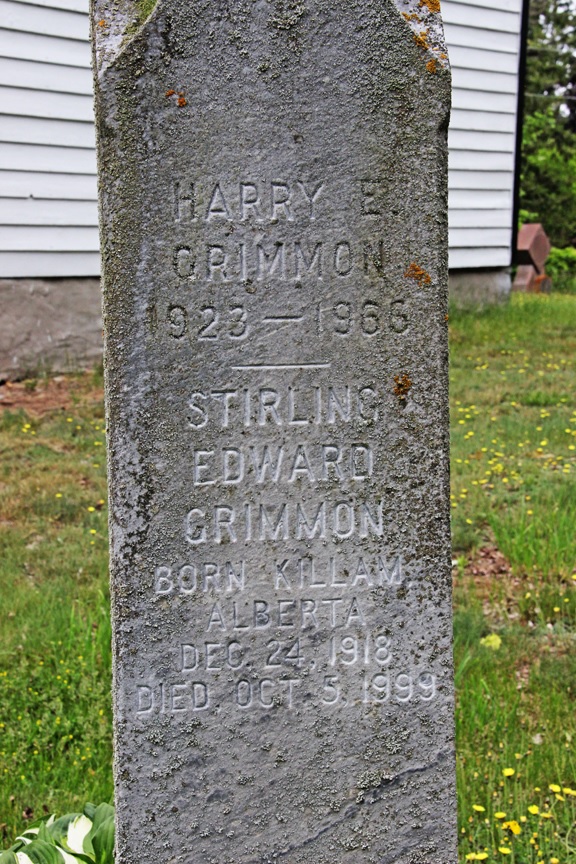 HARRY E.
GRIMMON
1923 — 1966
STIRLING
EDWARD
GRIMMON
BORN KILLAM,
ALBERTA
DEC. 24, 1918
DIED, OCT. 5, 1999